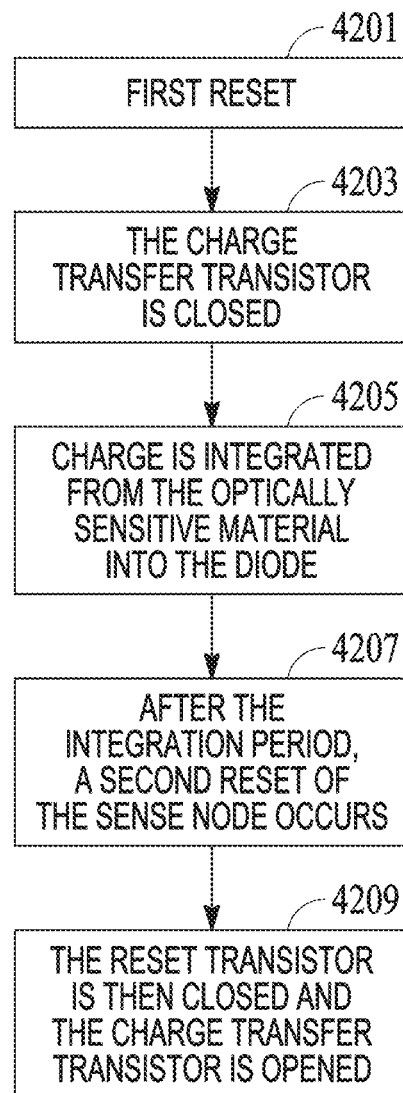 4201
FIRST RESET
4203
THE CHARGE
TRANSFER TRANSISTOR
IS CLOSED
4205
CHARGE IS INTEGRATED
FROM THE OPTICALLY
SENSITIVE MATERIAL
INTO THE DIODE
4207
AFTER THE
INTEGRATION PERIOD,
A SECOND RESET OF
THE SENSE NODE OCCURS
4209
THE RESET TRANSISTOR
IS THEN CLOSED AND
THE CHARGE TRANSFER
TRANSISTOR IS OPENED